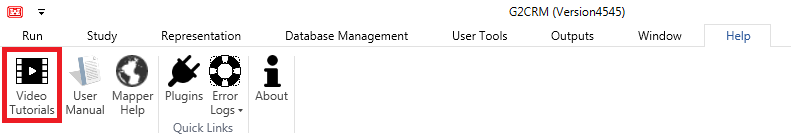 G2CRM (Version4545)
Run Study Representation Database Management User Tools Outputs Window Help
Video Tutorials
User Manual
Mapper Help
Plugins
Error Logs
About
Quick Links